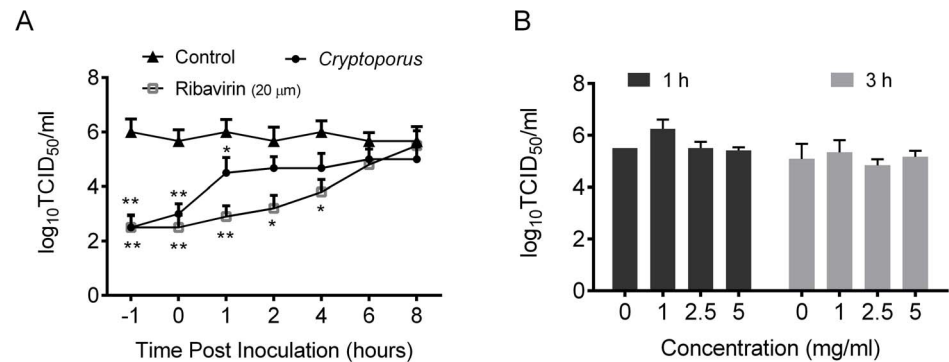 A
Control
Cryptoporus
Ribavirin (20 μm)
8
6
4
2
0
log10TCID50/ml
*
**
**
**
**
**
*
*
-1 0 1 2 4 6 8
Time Post Inoculation (hours)
B
1 h
3 h
8
6
4
2
0
log10TCID50/ml
0 1 2.5 5 0 1 2.5 5
Concentration (mg/ml)